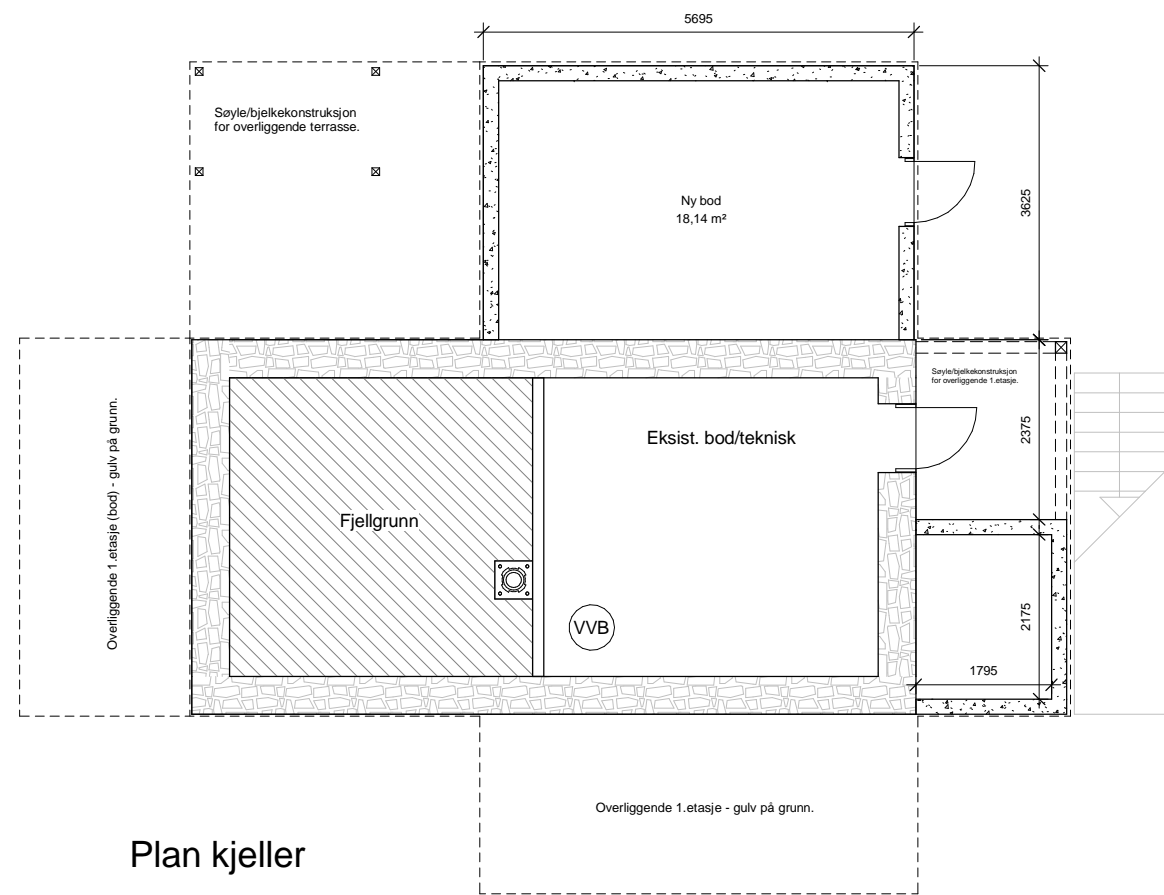 5695
Søyle/bjelkekonstruksjon
for overliggende terrasse.
Ny bod
18,14 m²
3625
Søyle/bjelkekonstruksjon
for overliggende 1.etasje.
2375
Eksist. bod/teknisk
Overliggende 1.etasje (bod) - gulv på grunn.
Fjellgrunn
VVB
2175
1795
Overliggende 1.etasje - gulv på grunn.
Plan kjeller